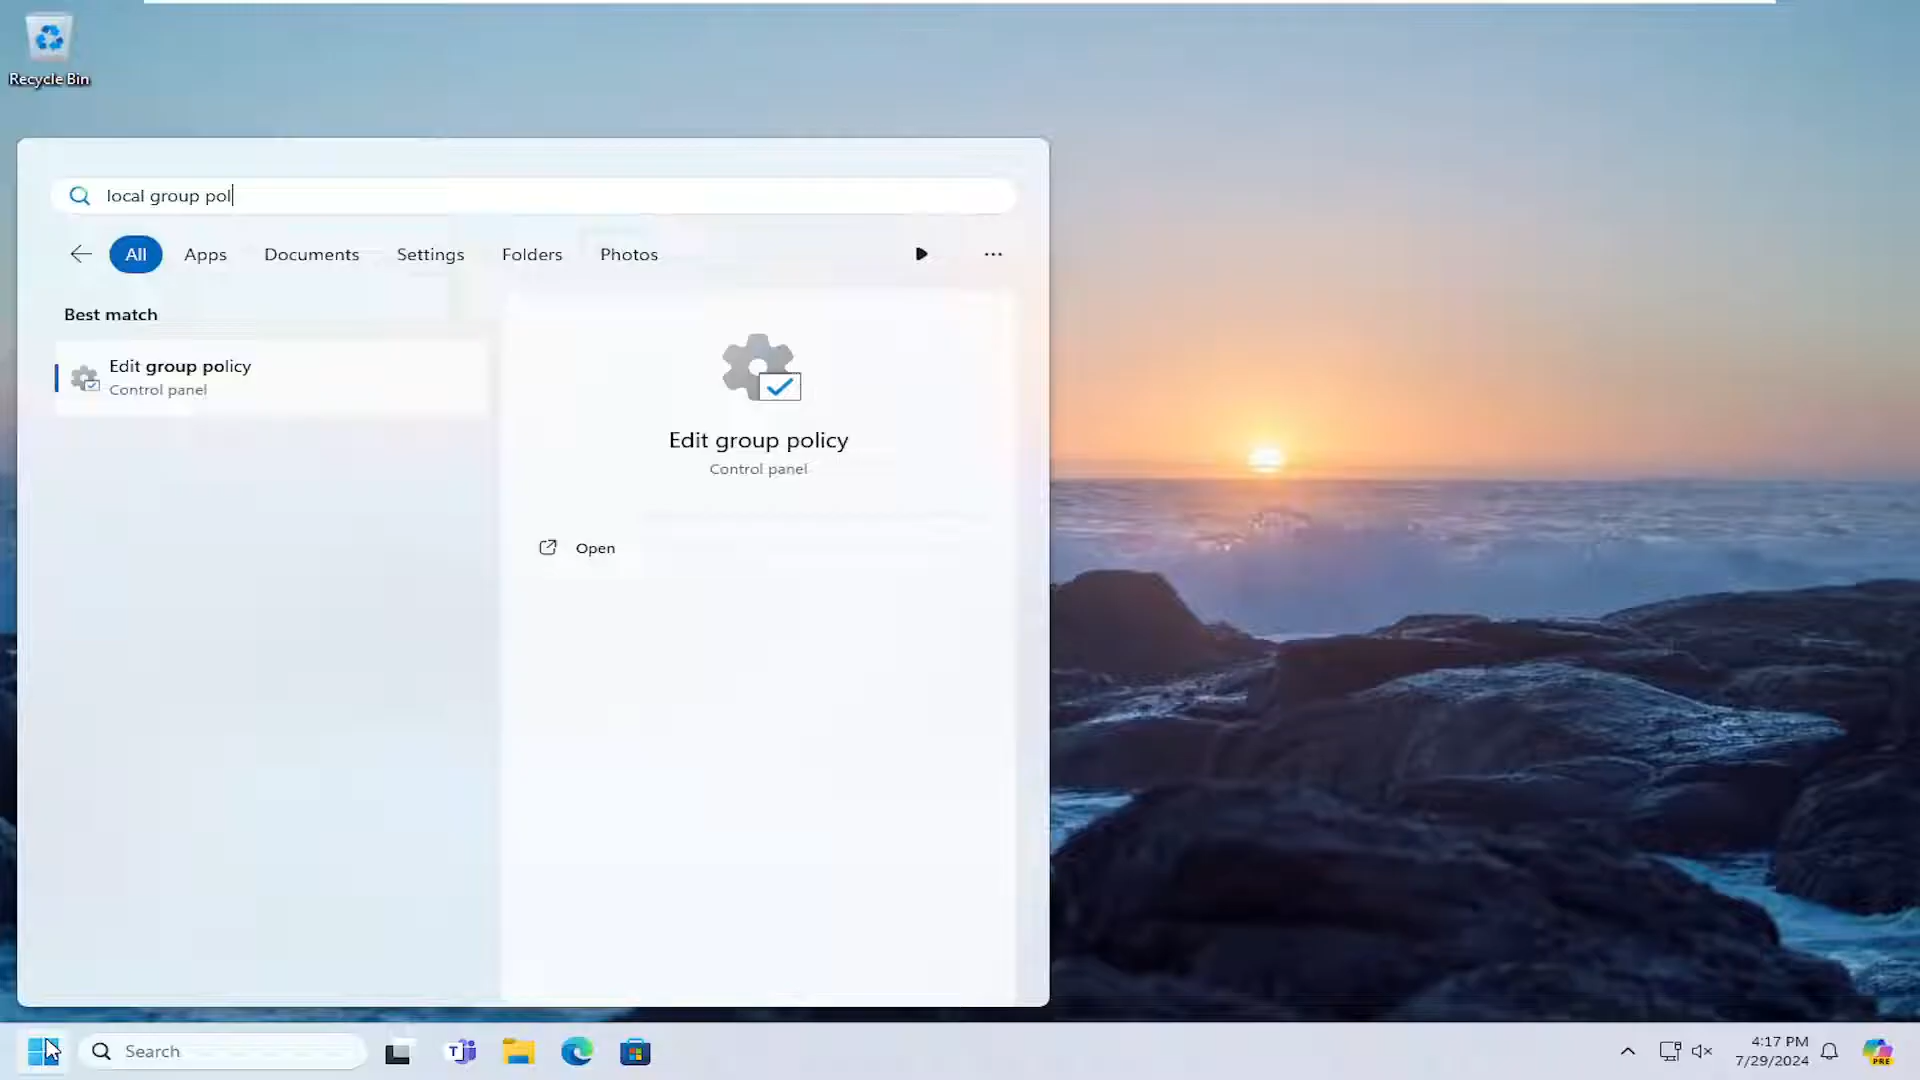 Recycle Bin
local group pol
All Apps Documents Settings Folders Photos
Best match
Edit group policy
Control panel
Edit group policy
Control panel
Open
Search
4:17 PM
7/29/2024
PRE